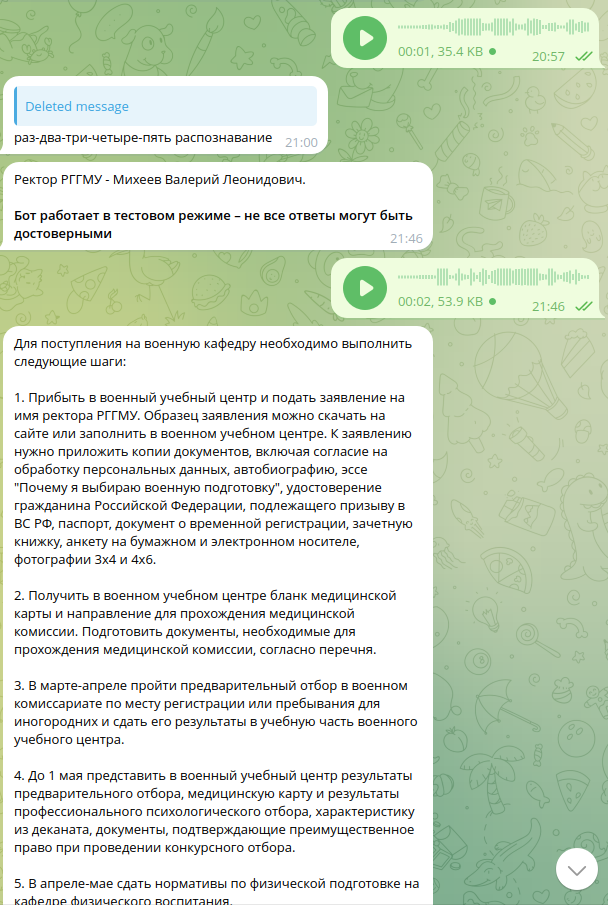 00:01, 35.4 KB
20:57
Deleted message
раз-два-три-четыре-пять распознавание
21:00
Ректор РГГМУ - Михеев Валерий Леонидович.
Бот работает в тестовом режиме – не все ответы могут быть
достоверными
21:46
00:02, 53.9 KB
21:46
Для поступления на военную кафедру необходимо выполнить
следующие шаги:
1. Прибыть в военный учебный центр и подать заявление на
имя ректора РГГМУ. Образец заявления можно скачать на
сайте или заполнить в военном учебном центре. К заявлению
нужно приложить копии документов, включая согласие на
обработку персональных данных, автобиографию, эссе
"Почему я выбираю военную подготовку", удостоверение
гражданина Российской Федерации, подлежащего призыву в
ВС РФ, паспорт, документ о временной регистрации, зачетную
книжку, анкету на бумажном и электронном носителе,
фотографии 3х4 и 4х6.
2. Получить в военном учебном центре бланк медицинской
карты и направление для прохождения медицинской
комиссии. Подготовить документы, необходимые для
прохождения медицинской комиссии, согласно перечня.
3. В марте-апреле пройти предварительный отбор в военном
комиссариате по месту регистрации или пребывания для
иногородних и сдать его результаты в учебную часть военного
учебного центра.
4. До 1 мая представить в военный учебный центр результаты
предварительного отбора, медицинскую карту и результаты
профессионального психологического отбора, характеристику
из деканата, документы, подтверждающие преимущественное
право при проведении конкурсного отбора.
5. В апреле-мае сдать нормативы по физической подготовке на
кафедре физического воспитания.